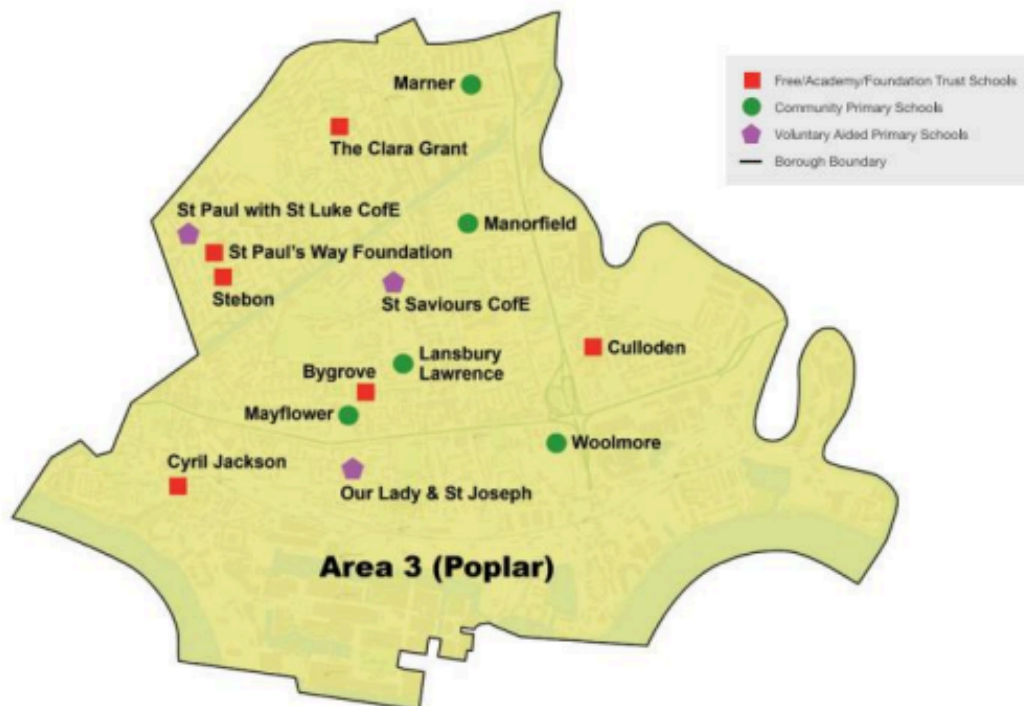 Marner
The Clara Grant
St Paul with St Luke CofE
Manorfield
St Paul's Way Foundation
Stebon
St Saviours CofE
Culloden
Lansbury
Lawrence
Bygrove
Mayflower
Woolmore
Cyril Jackson
Our Lady & St Joseph
Area 3 (Poplar)
Free/Academy/Foundation Trust Schools
Community Primary Schools
Voluntary Aided Primary Schools
Borough Boundary